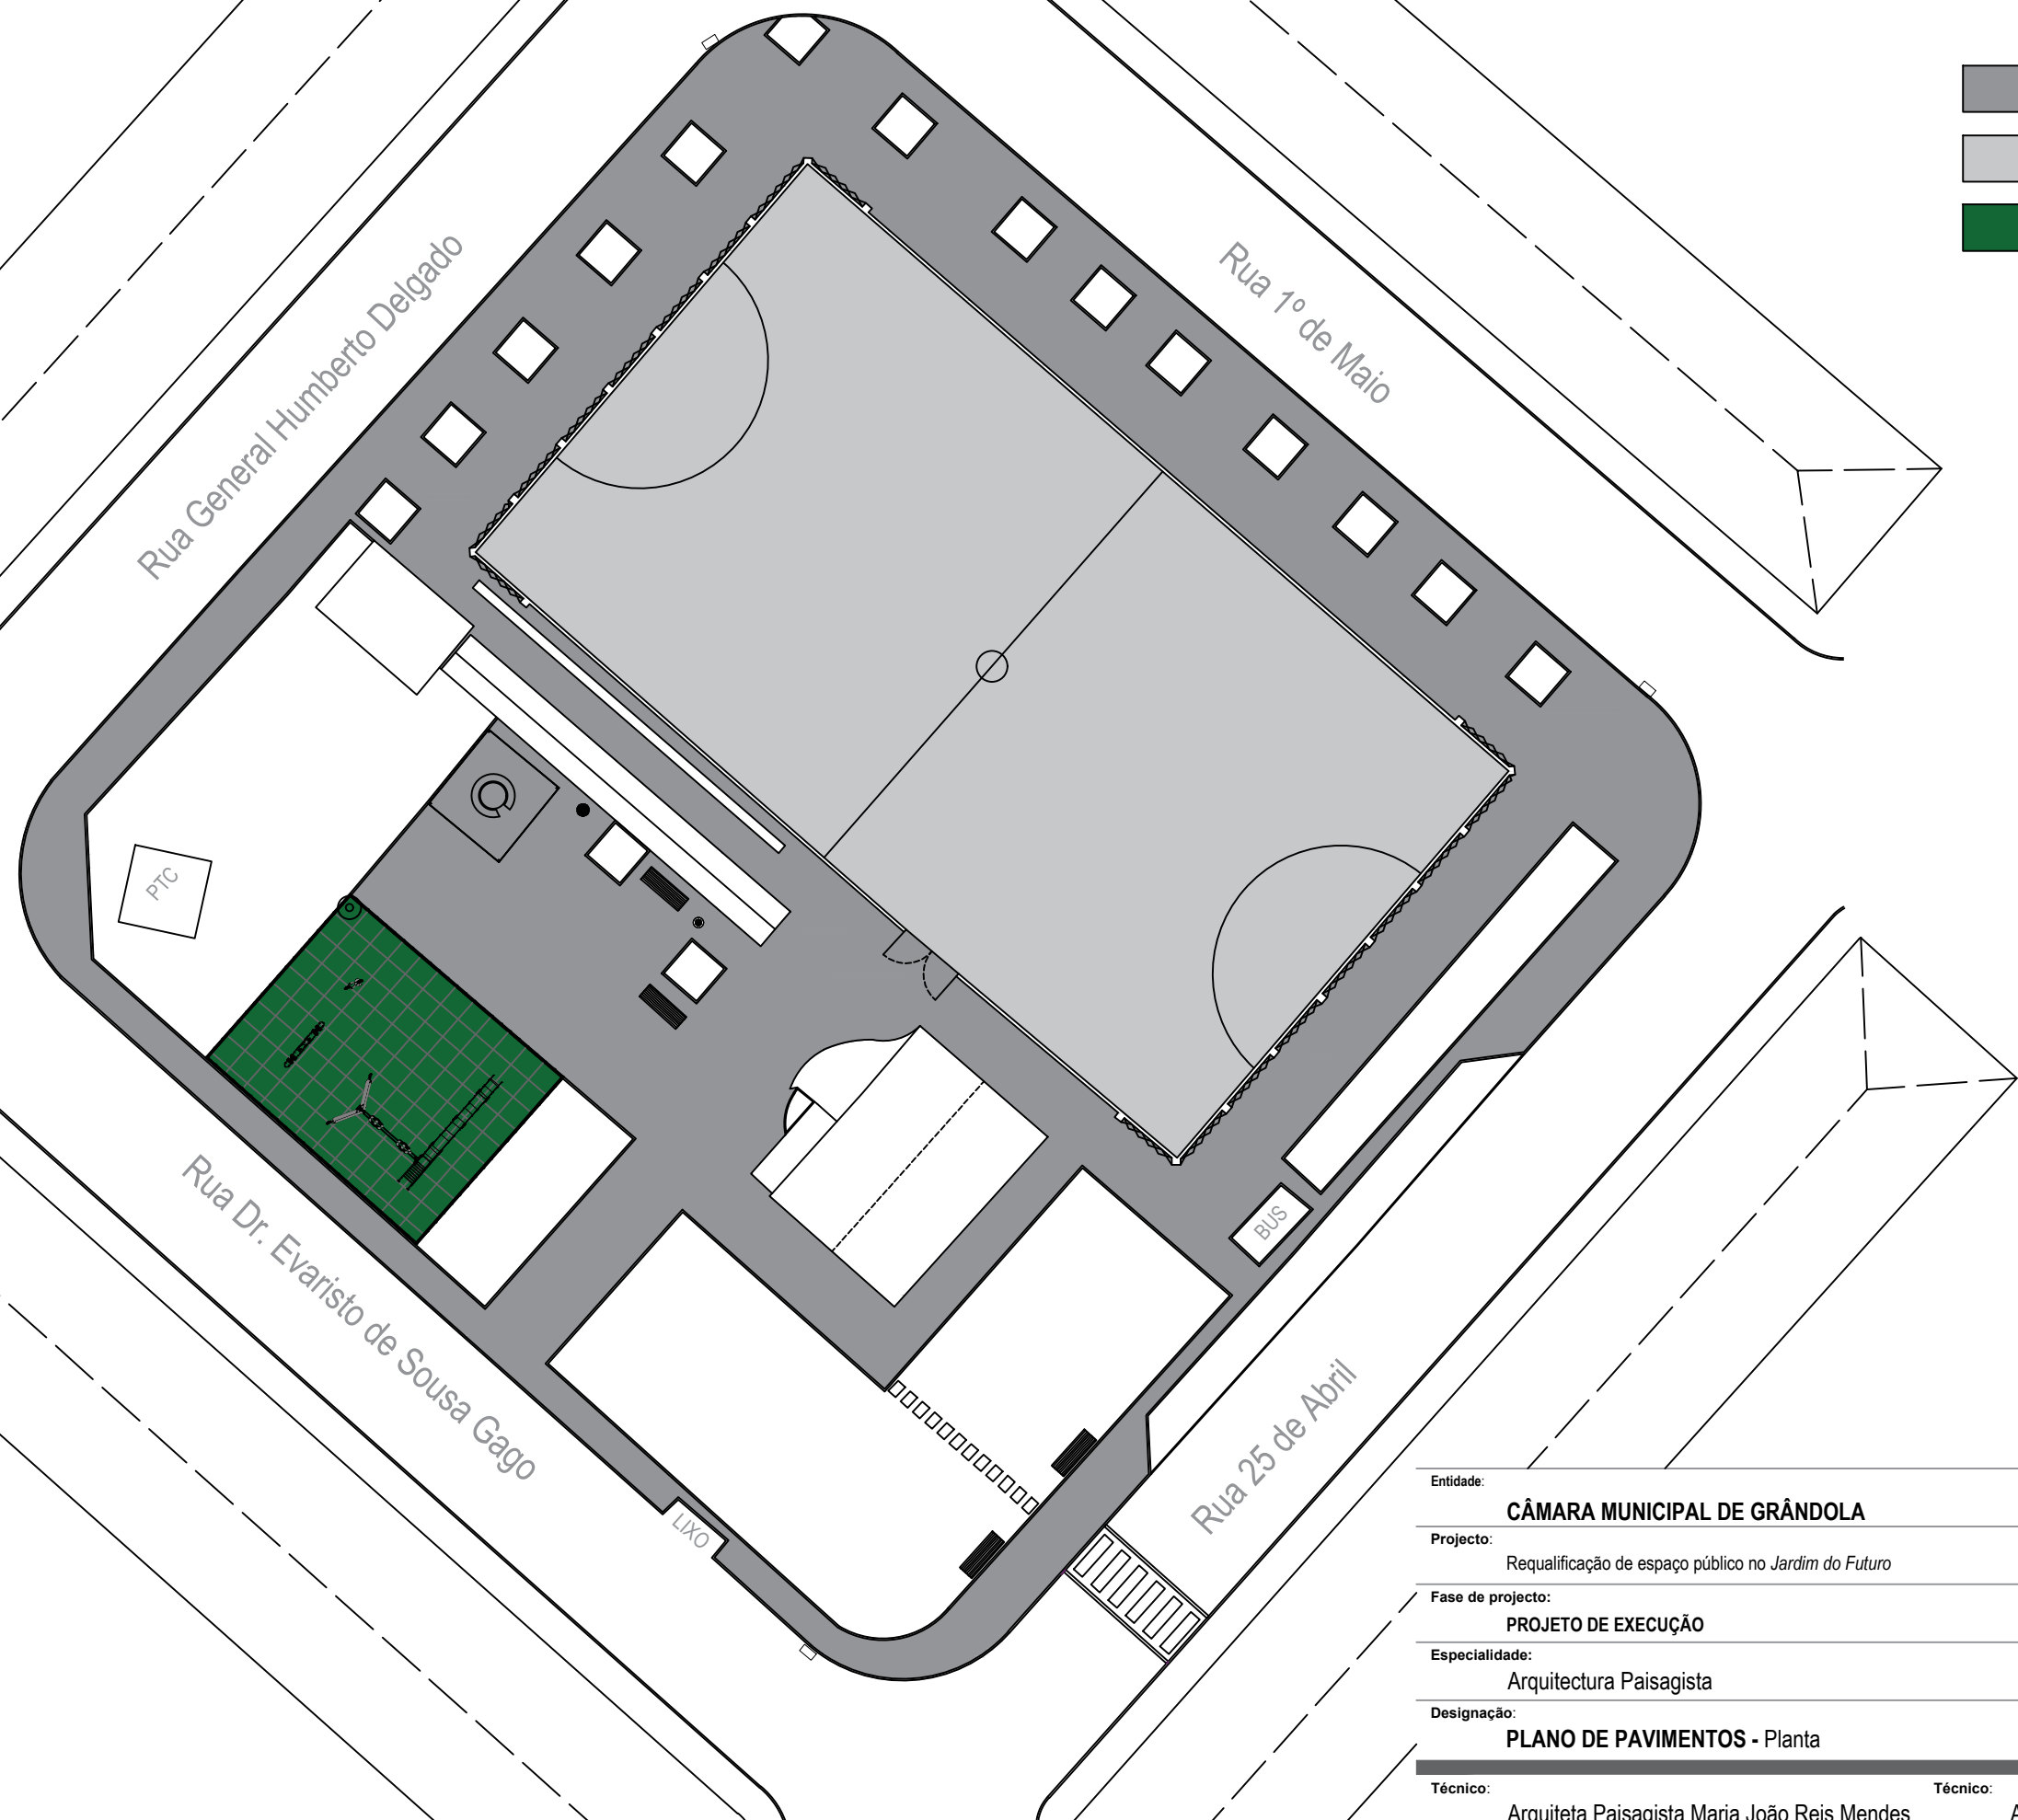 Rua General Humberto Delgado
Rua 1º de Maio
PTC
BUS
Rua Dr. Evaristo de Sousa Gago
Rua 25 de Abril
LIXO
Entidade:
CÂMARA MUNICIPAL DE GRÂNDOLA
Projecto:
Requalificação de espaço público no Jardim do Futuro
Fase de projecto:
PROJETO DE EXECUÇÃO
Especialidade:
Arquitectura Paisagista
Designação:
PLANO DE PAVIMENTOS - Planta
Técnico: Técnico:
Arquiteta Paisagista Maria João Reis Mendes